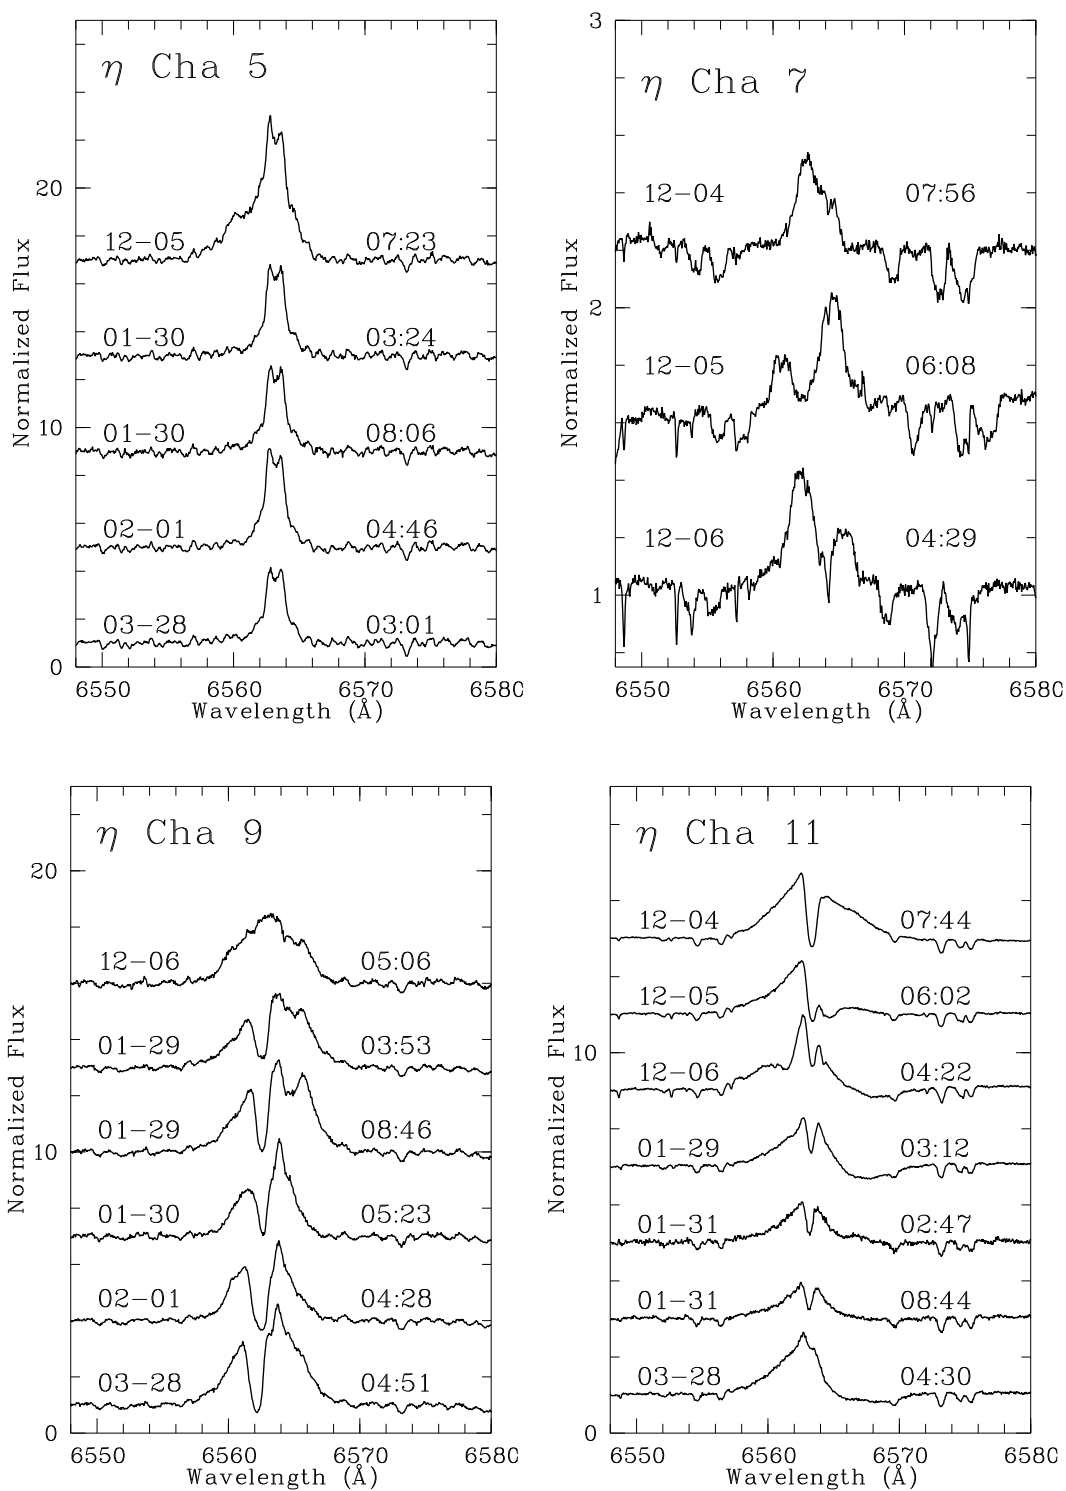 η Cha 5
20
12-05 07:23
01-30 03:24
01-30 08:06
10
02-01 04:46
03-28 03:01
0
6550 6560 6570 6580
Wavelength (Å)
Normalized Flux
η Cha 7
3
12-04 07:56
2
12-05 06:08
12-06 04:29
1
6550 6560 6570 6580
Wavelength (Å)
Normalized Flux
η Cha 9
20
12-06 05:06
01-29 03:53
01-29 08:46
10
01-30 05:23
02-01 04:28
03-28 04:51
0
6550 6560 6570 6580
Wavelength (Å)
Normalized Flux
η Cha 11
12-04 07:44
12-05 06:02
10
12-06 04:22
01-29 03:12
01-31 02:47
01-31 08:44
03-28 04:30
0
6550 6560 6570 6580
Wavelength (Å)
Normalized Flux